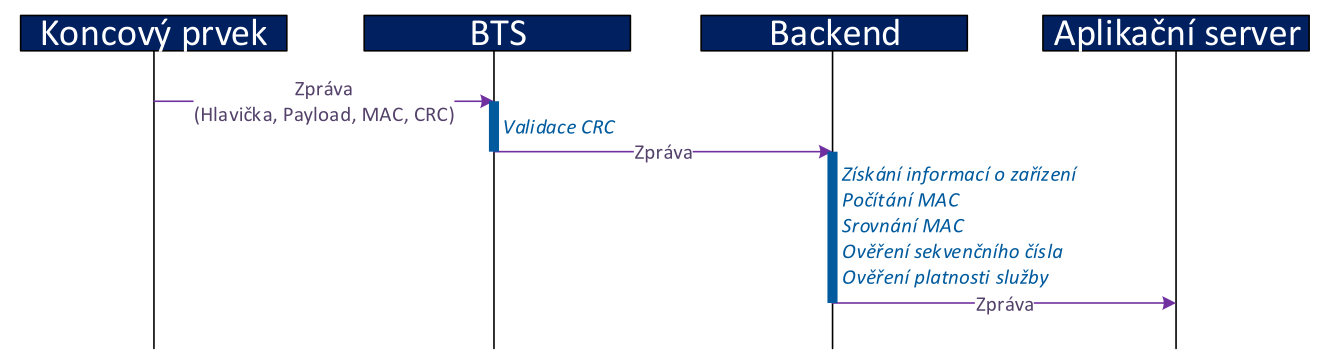 Koncový prvek
BTS
Backend
Aplikační server
Zpráva
(Hlavička, Payload, MAC, CRC)
Validace CRC
Zpráva
Získání informací o zařízení
Počítání MAC
Srovnání MAC
Ověření sekvenčního čísla
Ověření platnosti služby
Zpráva